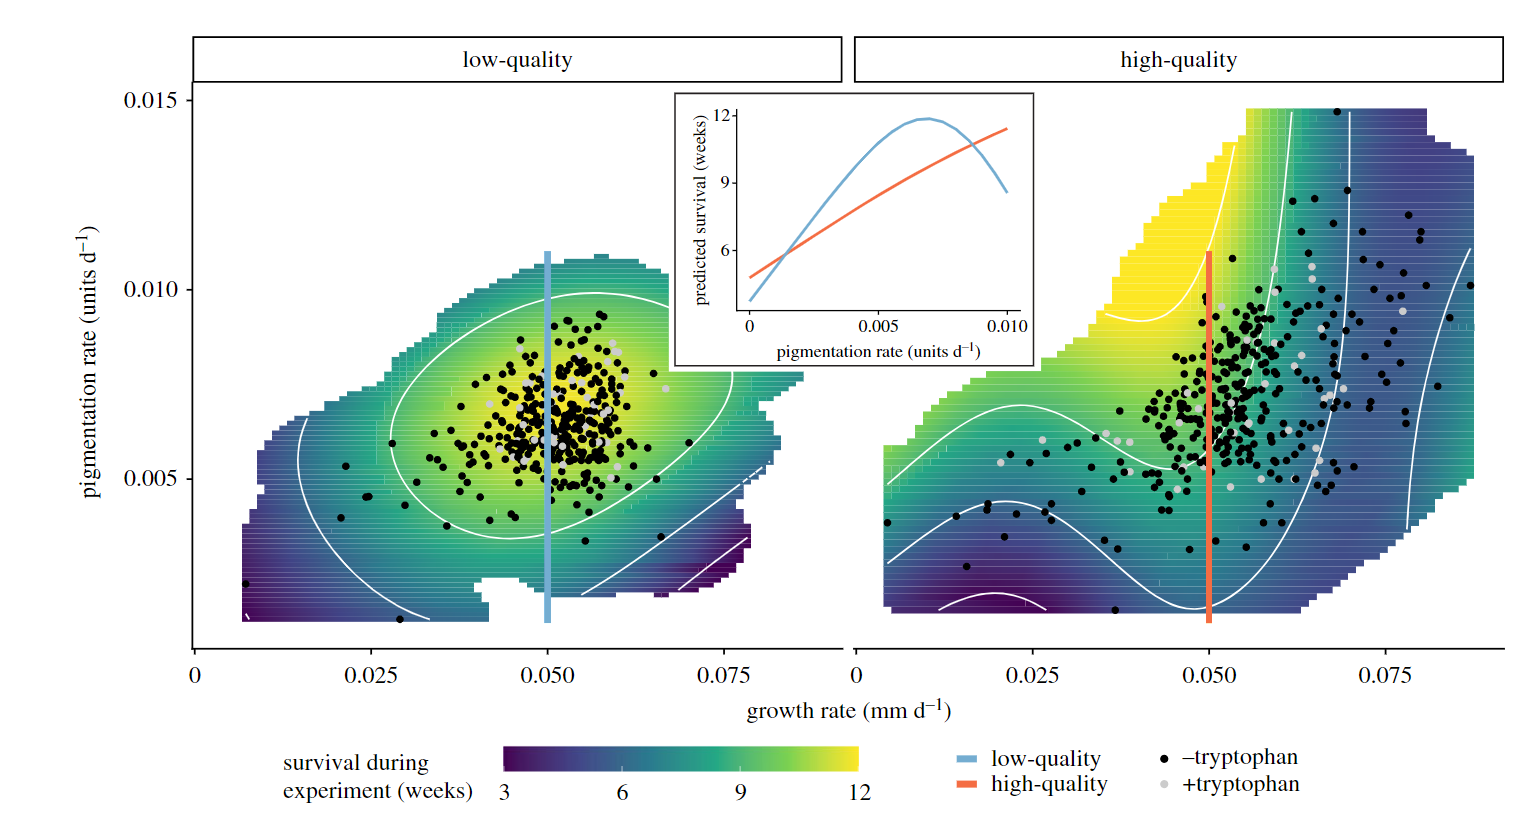 low-quality
high-quality
0.015
0.010
0.005
pigmentation rate (units d⁻¹)
12
9
6
predicted survival (weeks)
0
0.005
0.010
pigmentation rate (units d⁻¹)
0
0.025
0.050
0.075
0
0.025
0.050
0.075
growth rate (mm d⁻¹)
survival during
experiment (weeks)
3
6
9
12
low-quality
high-quality
–tryptophan
+tryptophan